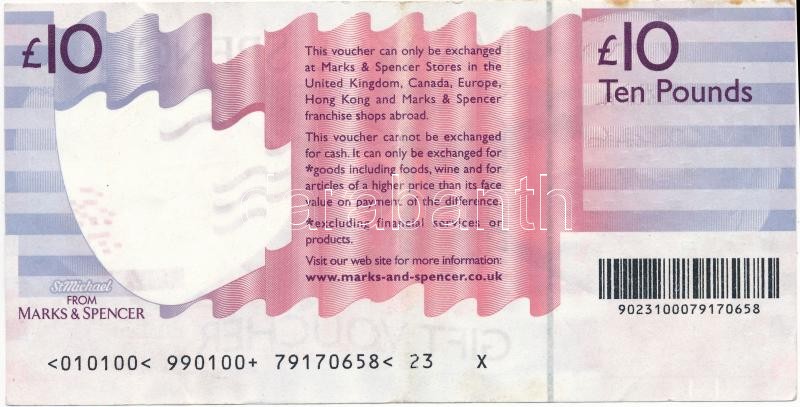 £10
This voucher can only be exchanged
at Marks & Spencer Stores in the
United Kingdom, Canada, Europe,
Hong Kong and Marks & Spencer
franchise shops abroad.
This voucher cannot be exchanged
for cash. It can only be exchanged for
*goods including foods, wine and for
articles of a higher price than its face
value on payment of the difference.
*excluding financial services or
products.
Visit our web site for more information:
www.marks-and-spencer.co.uk
£10
Ten Pounds
9023100079170658
St Michael
FROM
MARKS & SPENCER
<010100< 990100+ 79170658< 23 X
darabanth
GIFT VOUCHER